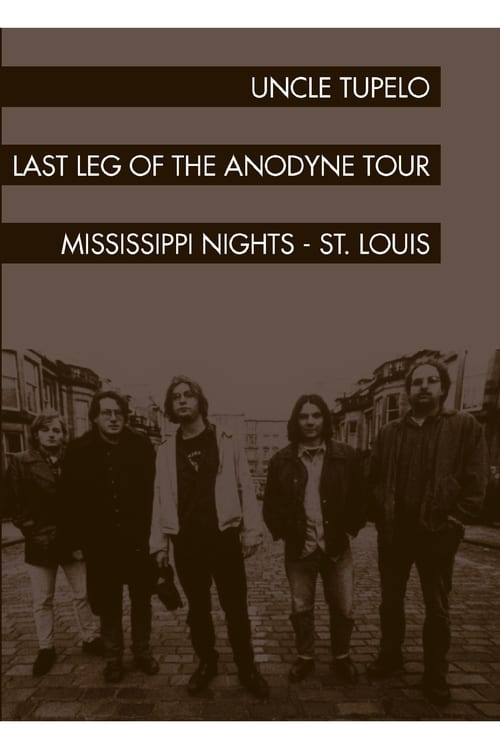 UNCLE TUPELO
LAST LEG OF THE ANODYNE TOUR
MISSISSIPPI NIGHTS - ST. LOUIS